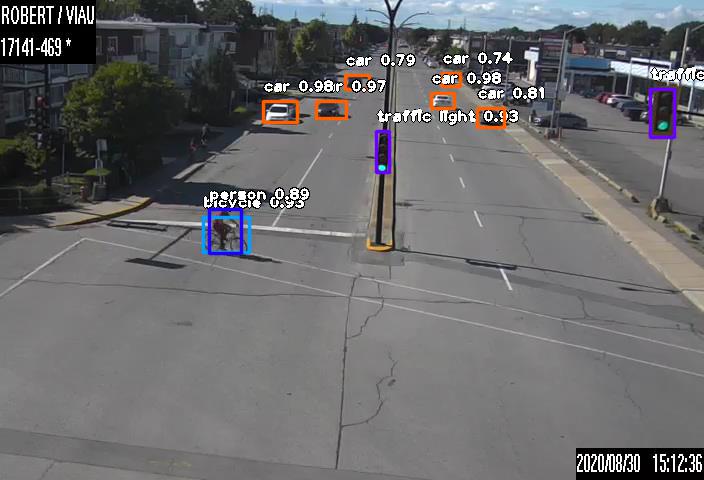 ROBERT / VIAU
17141-469 *
car 0.79
car 0.74
car 0.98
car 0.97
car 0.98
car 0.81
traffic
traffic light 0.93
person 0.89
bicycle 0.93
2020/08/30 15:12:36